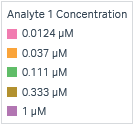 Analyte 1 Concentration
0.0124 μM
0.037 μM
0.111 μM
0.333 μM
1 μM